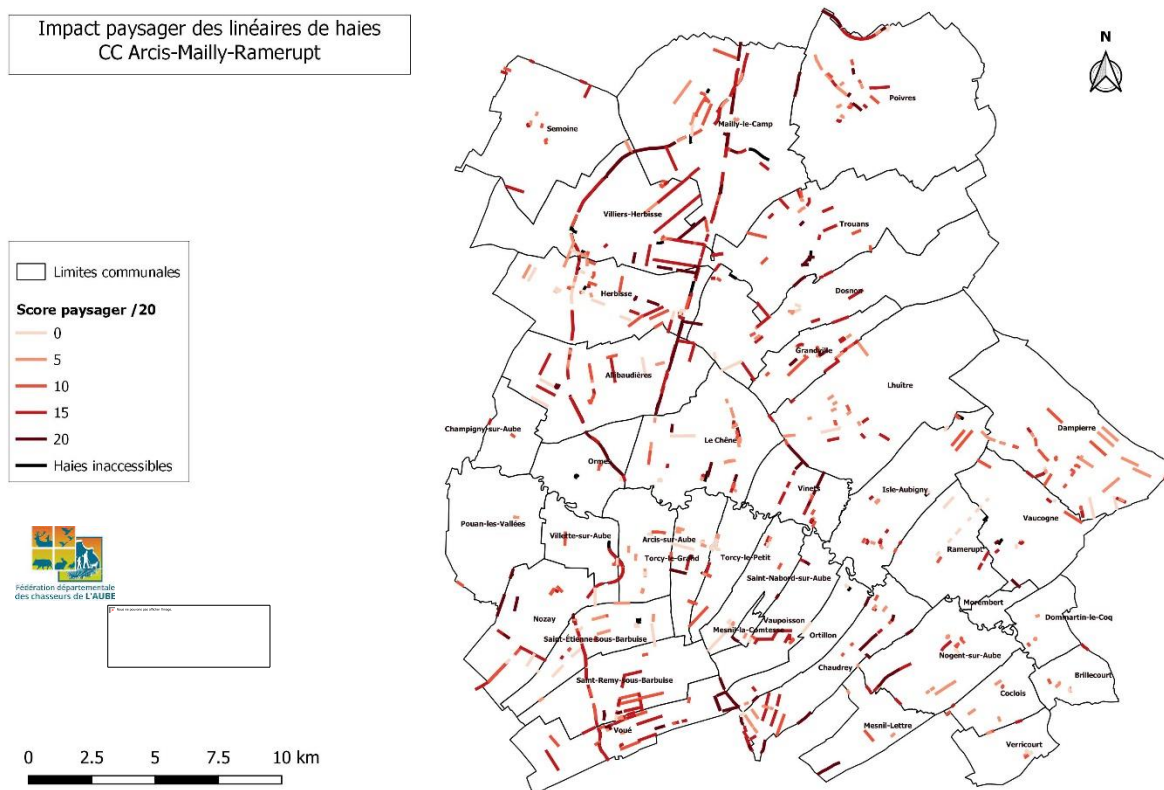 Impact paysager des linéaires de haies
CC Arcis-Mailly-Ramerupt
N
Poivres
Semoine
Mailly-le-Camp
Villiers-Herbisse
Trouans
Limites communales
Score paysager /20
0
5
10
15
20
Haies inaccessibles
Herbisse
Dosnon
Grandville
Allibaudières
Lhuître
Champigny-sur-Aube
Dampierre
Le Chêne
Ormes
Vinets
Isle-Aubigny
Pouan-les-Vallées
Vaucogne
Villette-sur-Aube
Arcis-sur-Aube
Ramerupt
Torcy-le-Grand
Torcy-le-Petit
Saint-Nabord-sur-Aube
Fédération départementale
des chasseurs de L'AUBE
Morembert
Dommartin-le-Coq
Nozay
Vaupoisson
Mesnil-la-Comtesse
Ortillon
Saint-Étienne-Sous-Barbuise
Nogent-sur-Aube
Chaudrey
Brillecourt
Saint-Remy-sous-Barbuise
Coclois
Mesnil-Lettre
Voué
Verricourt
0 2.5 5 7.5 10 km